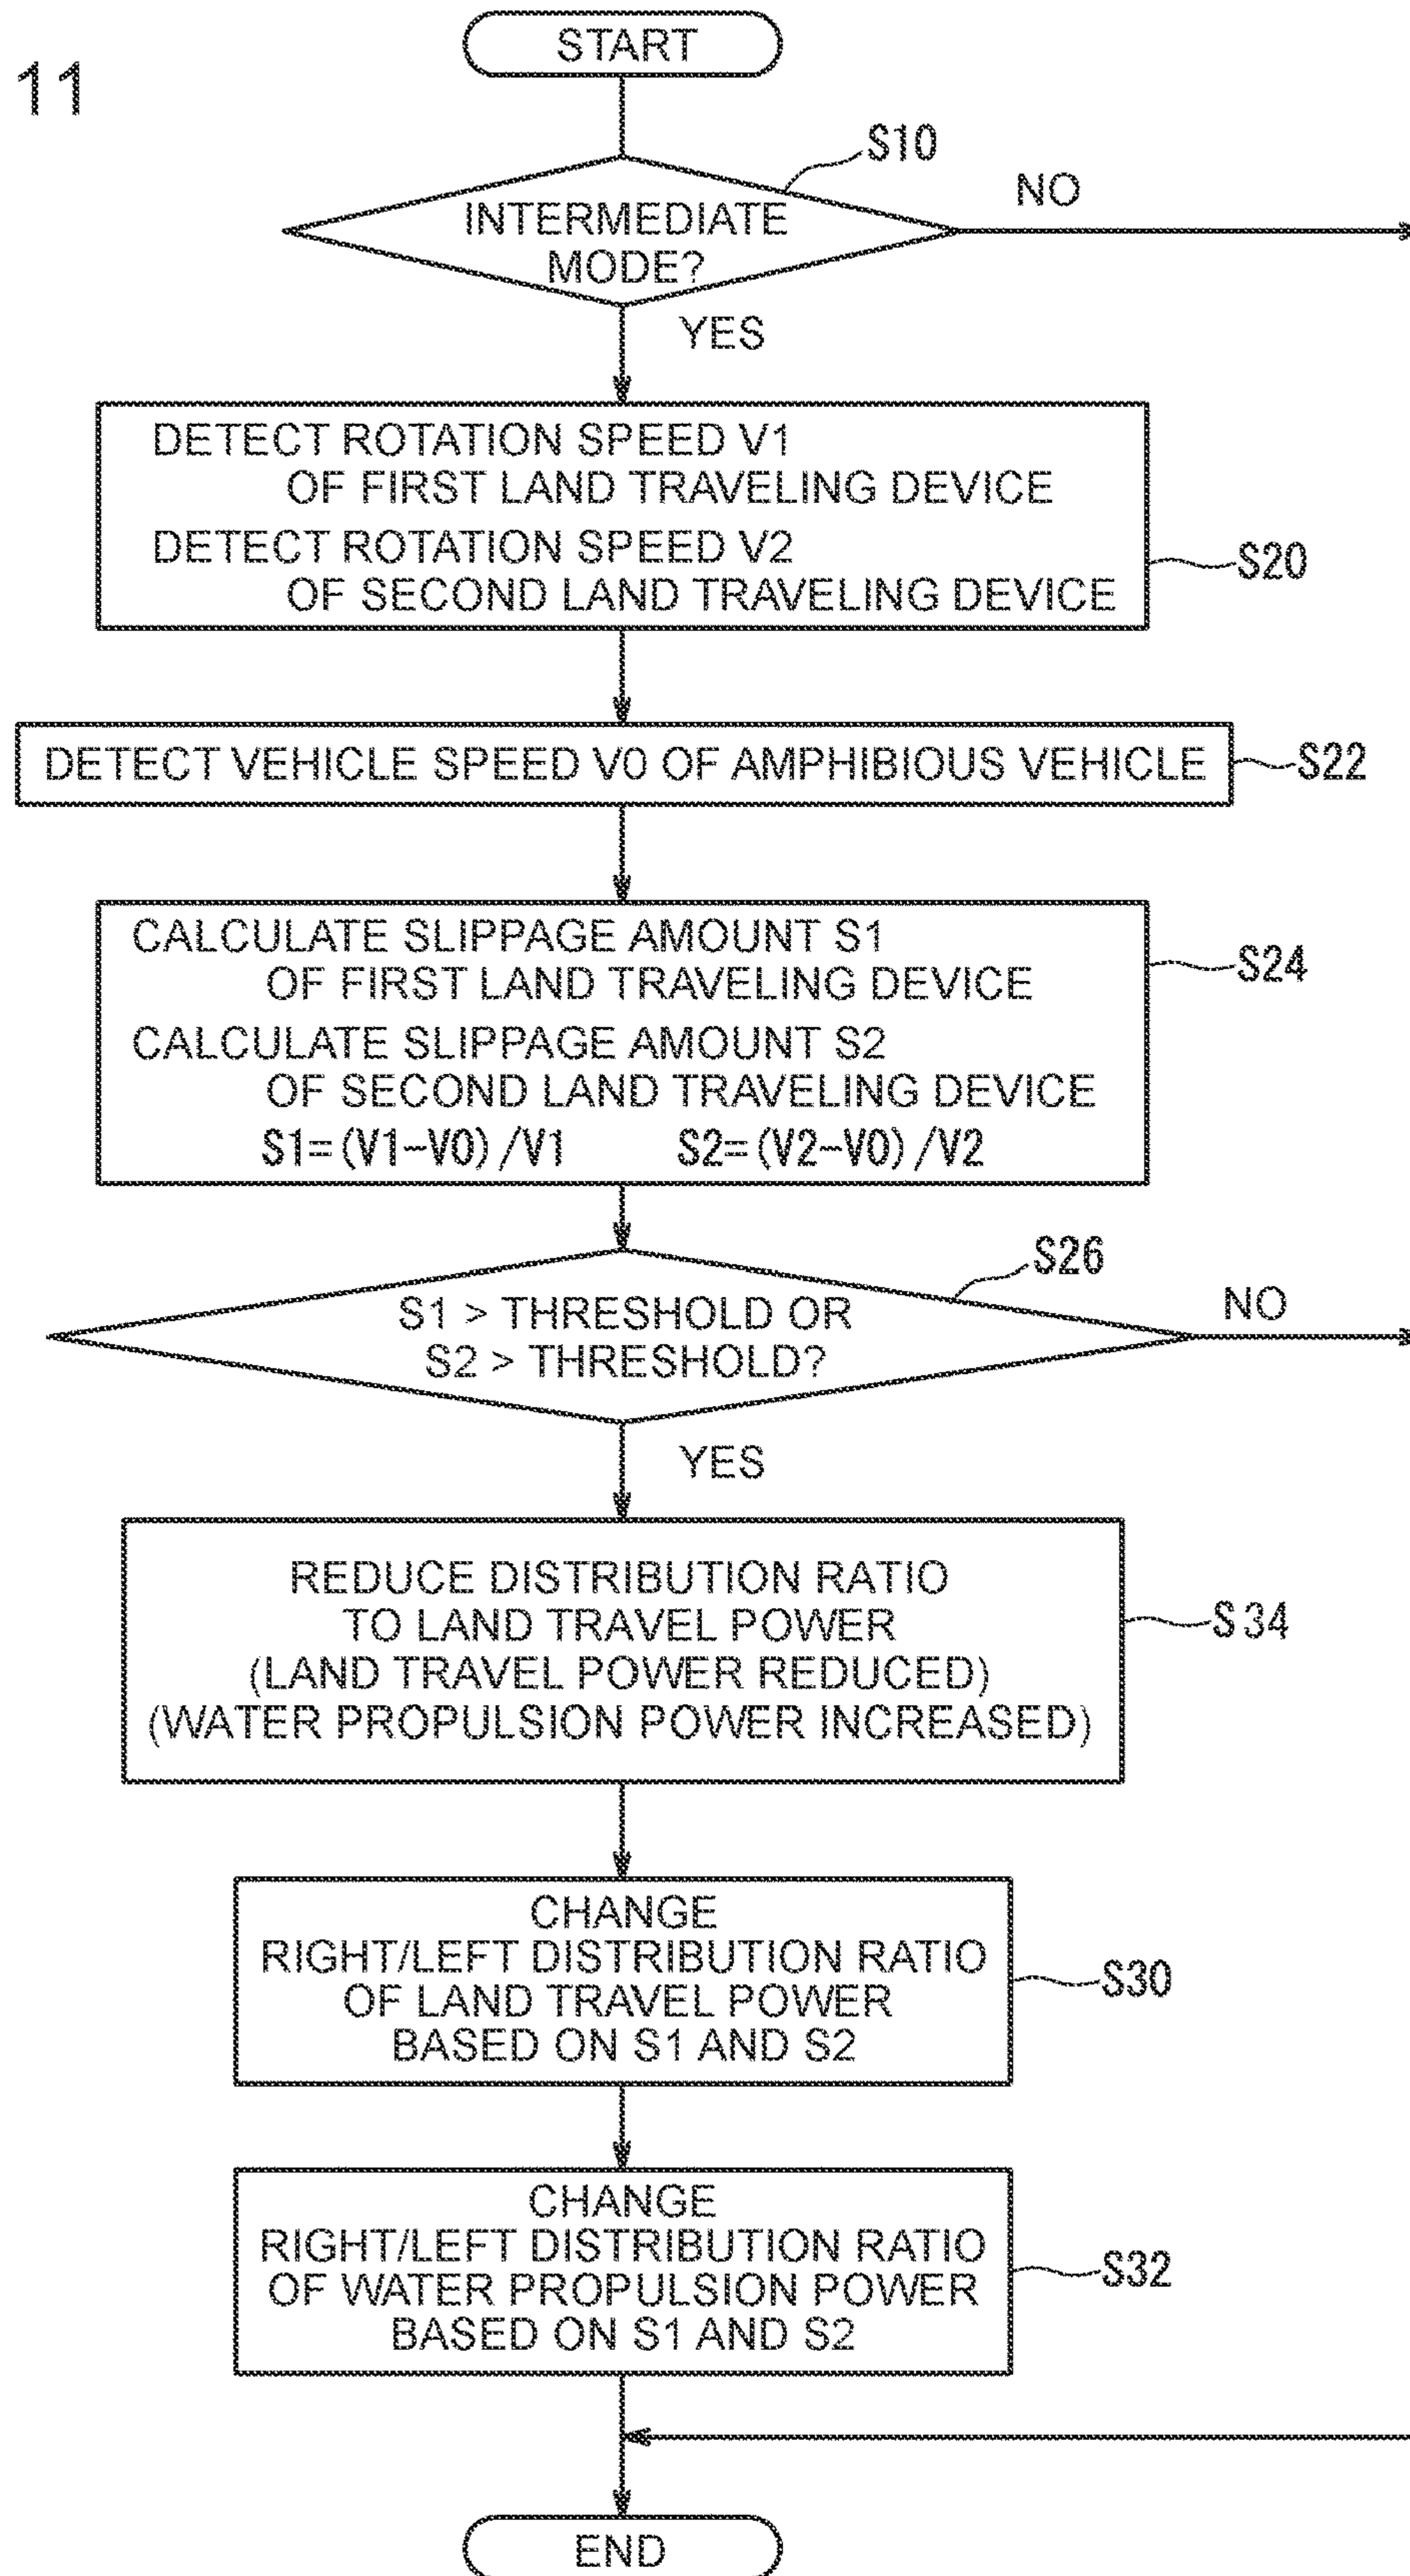 11
START
S10
NO
INTERMEDIATE
MODE?
YES
DETECT ROTATION SPEED V1
OF FIRST LAND TRAVELING DEVICE
DETECT ROTATION SPEED V2
OF SECOND LAND TRAVELING DEVICE
S20
DETECT VEHICLE SPEED V0 OF AMPHIBIOUS VEHICLE
S22
CALCULATE SLIPPAGE AMOUNT S1
OF FIRST LAND TRAVELING DEVICE
S24
CALCULATE SLIPPAGE AMOUNT S2
OF SECOND LAND TRAVELING DEVICE
S1=(V1-V0)/V1 S2=(V2-V0)/V2
S26
S1 > THRESHOLD OR
S2 > THRESHOLD?
NO
YES
REDUCE DISTRIBUTION RATIO
TO LAND TRAVEL POWER
(LAND TRAVEL POWER REDUCED)
(WATER PROPULSION POWER INCREASED)
S34
CHANGE
RIGHT/LEFT DISTRIBUTION RATIO
OF LAND TRAVEL POWER
BASED ON S1 AND S2
S30
CHANGE
RIGHT/LEFT DISTRIBUTION RATIO
OF WATER PROPULSION POWER
BASED ON S1 AND S2
S32
END